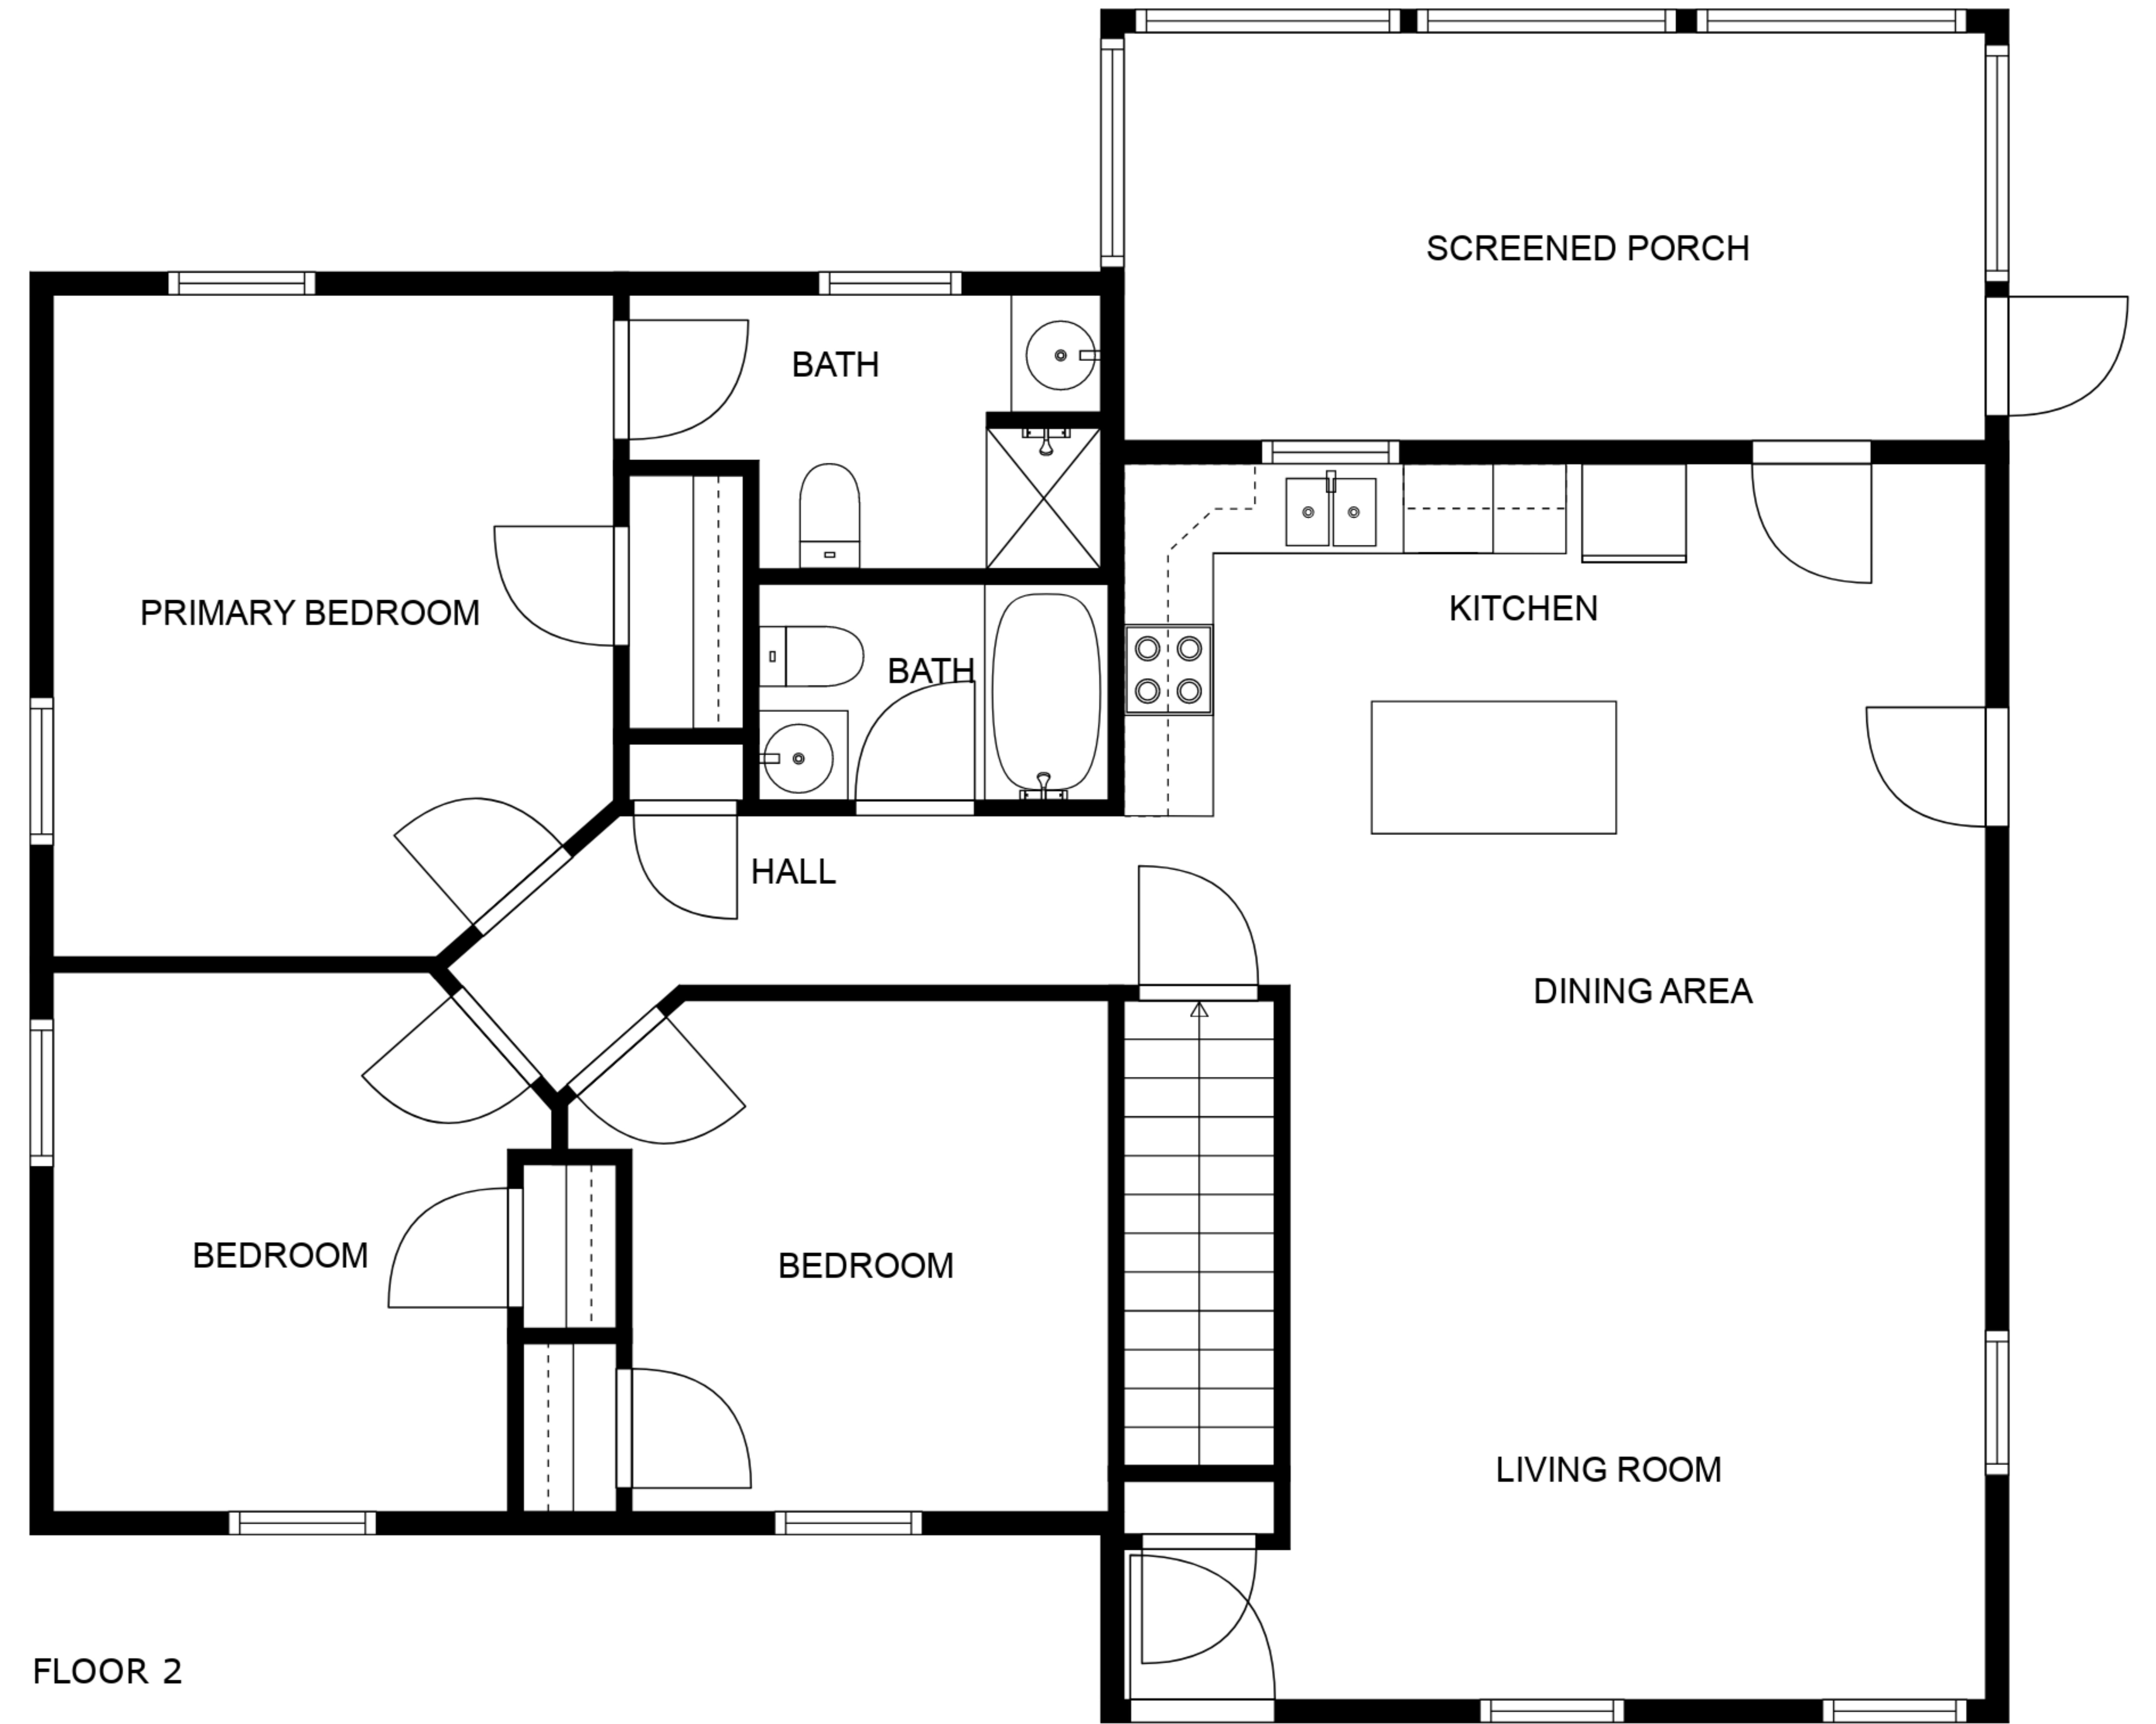 SCREENED PORCH
BATH
PRIMARY BEDROOM
KITCHEN
BATH
HALL
DINING AREA
BEDROOM
BEDROOM
LIVING ROOM
FLOOR 2